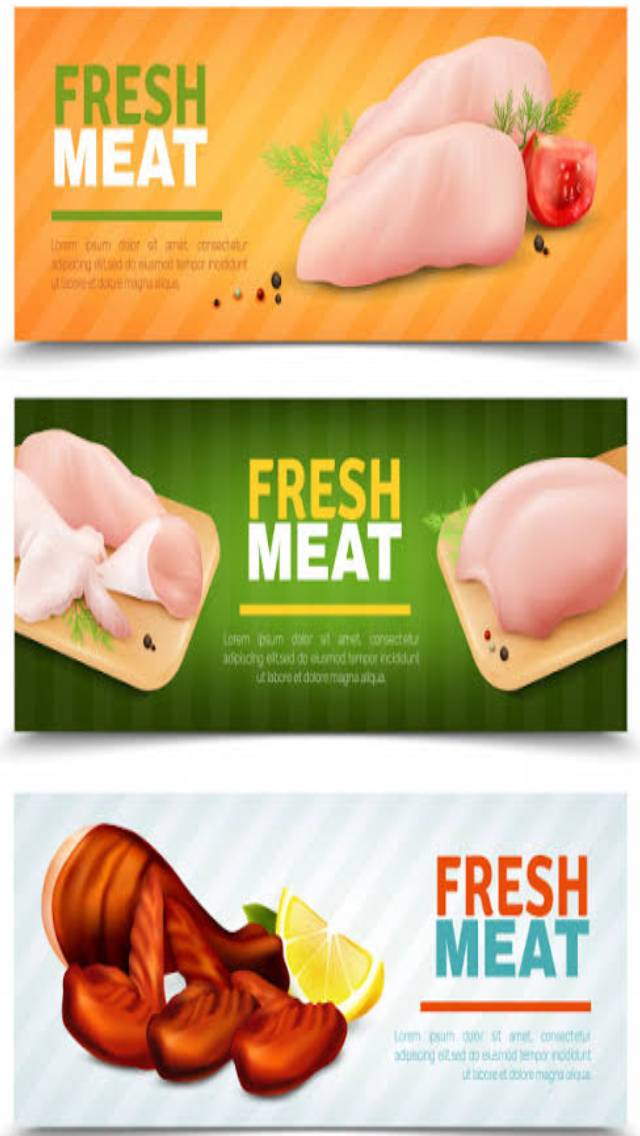 FRESH
MEAT
Lorem ipsum dolor sit amet, consectetur
adipiscing elit,sed do eiusmod tempor incididunt
ut labore et dolore magna aliqua.
FRESH
MEAT
Lorem ipsum dolor sit amet, consectetur
adipiscing elit,sed do eiusmod tempor incididunt
ut labore et dolore magna aliqua.
FRESH
MEAT
Lorem ipsum dolor sit amet, consectetur
adipiscing elit,sed do eiusmod tempor incididunt
ut labore et dolore magna aliqua.